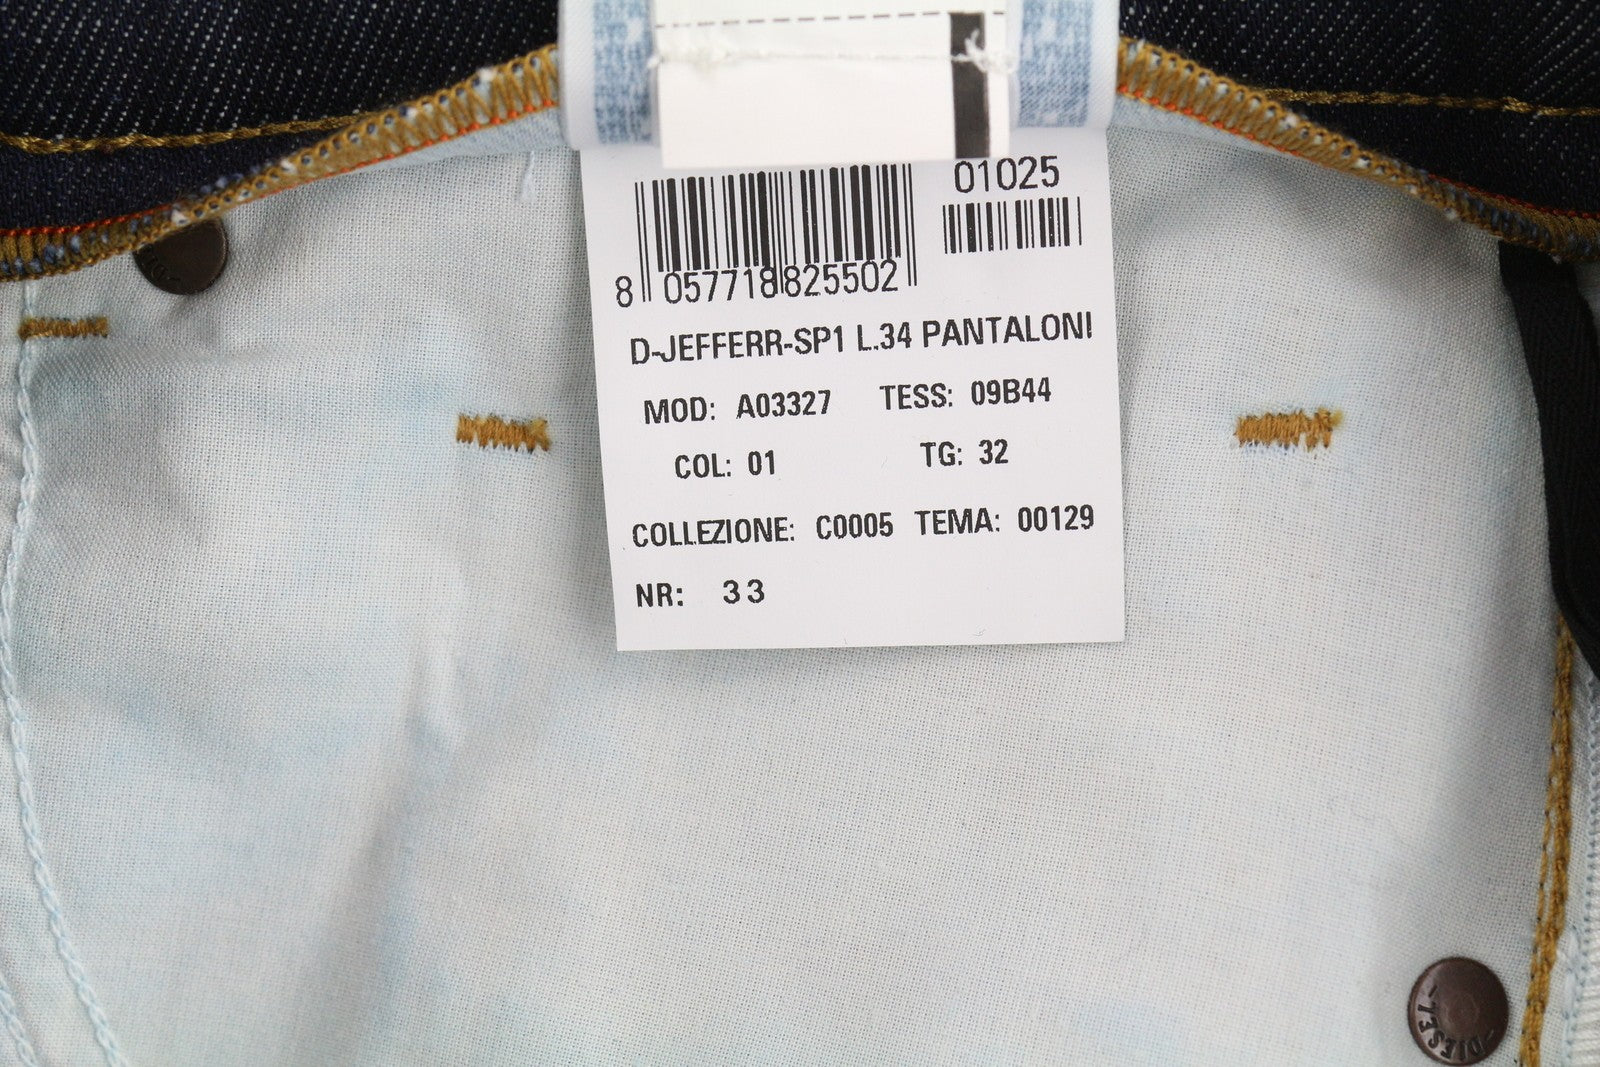 01025
8 057718 825502
D-JEFFERR-SP1 L.34 PANTALONI
MOD: A03327 TESS: 09B44
COL: 01 TG: 32
COLLEZIONE: C0005 TEMA: 00129
NR: 33
DIESEL